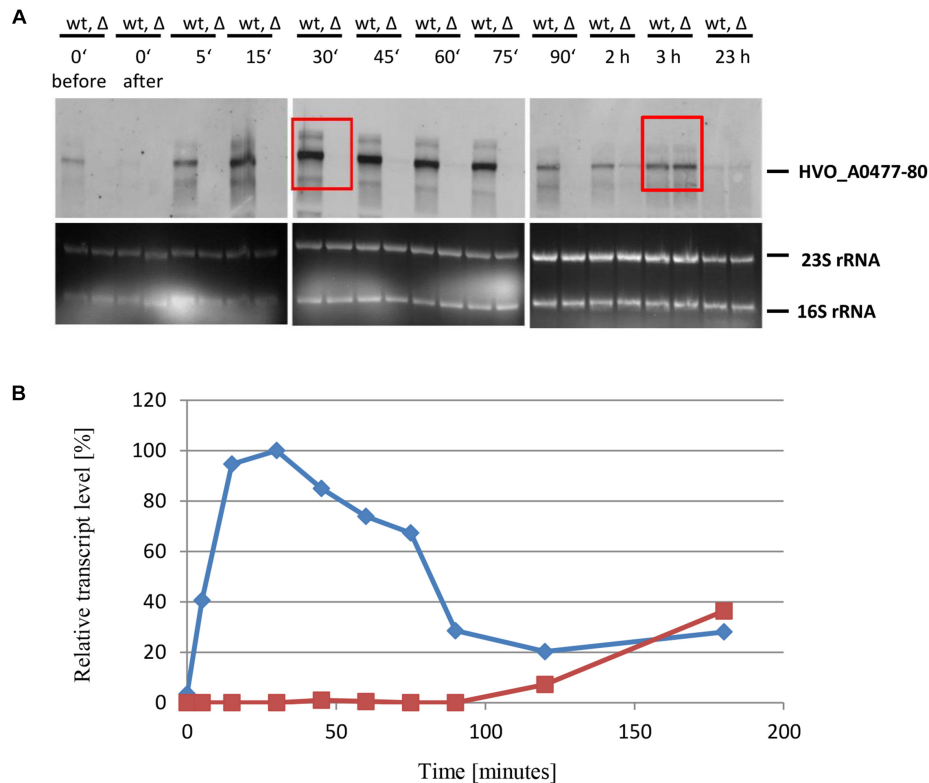 A
wt, Δ wt, Δ wt, Δ wt, Δ wt, Δ wt, Δ wt, Δ wt, Δ wt, Δ wt, Δ wt, Δ wt, Δ
0‘ 0‘ 5‘ 15‘ 30‘ 45‘ 60‘ 75‘ 90‘ 2 h 3 h 23 h
before after
HVO_A0477-80
23S rRNA
16S rRNA
B
120
100
80
60
40
20
0
Relative transcript level [%]
0 50 100 150 200
Time [minutes]